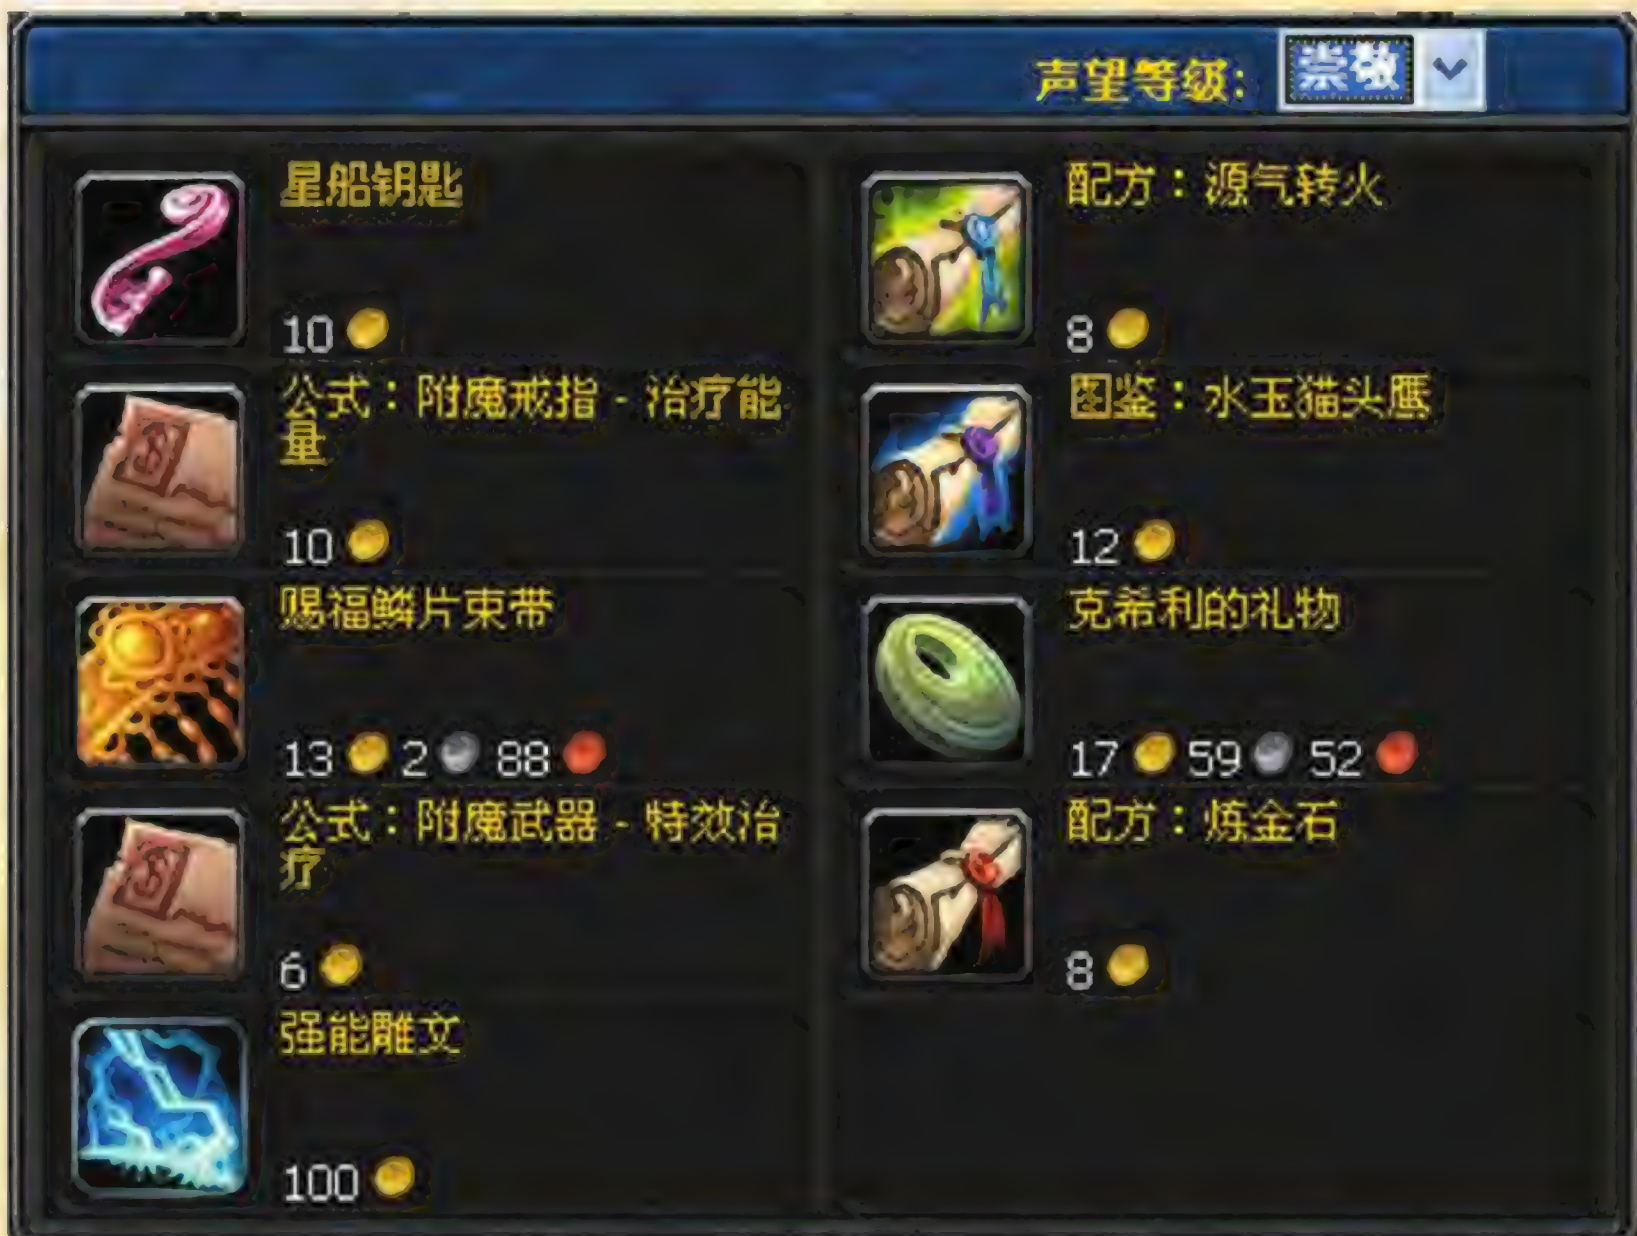 声望等级: 崇敬
星船钥匙
10
配方：源气转火
8
公式：附魔戒指 - 治疗能
量
10
图鉴：水玉猫头鹰
12
赐福鳞片束带
13 2 88
克希利的礼物
17 59 52
公式：附魔武器 - 特效治
疗
6
配方：炼金石
8
强能雕文
100